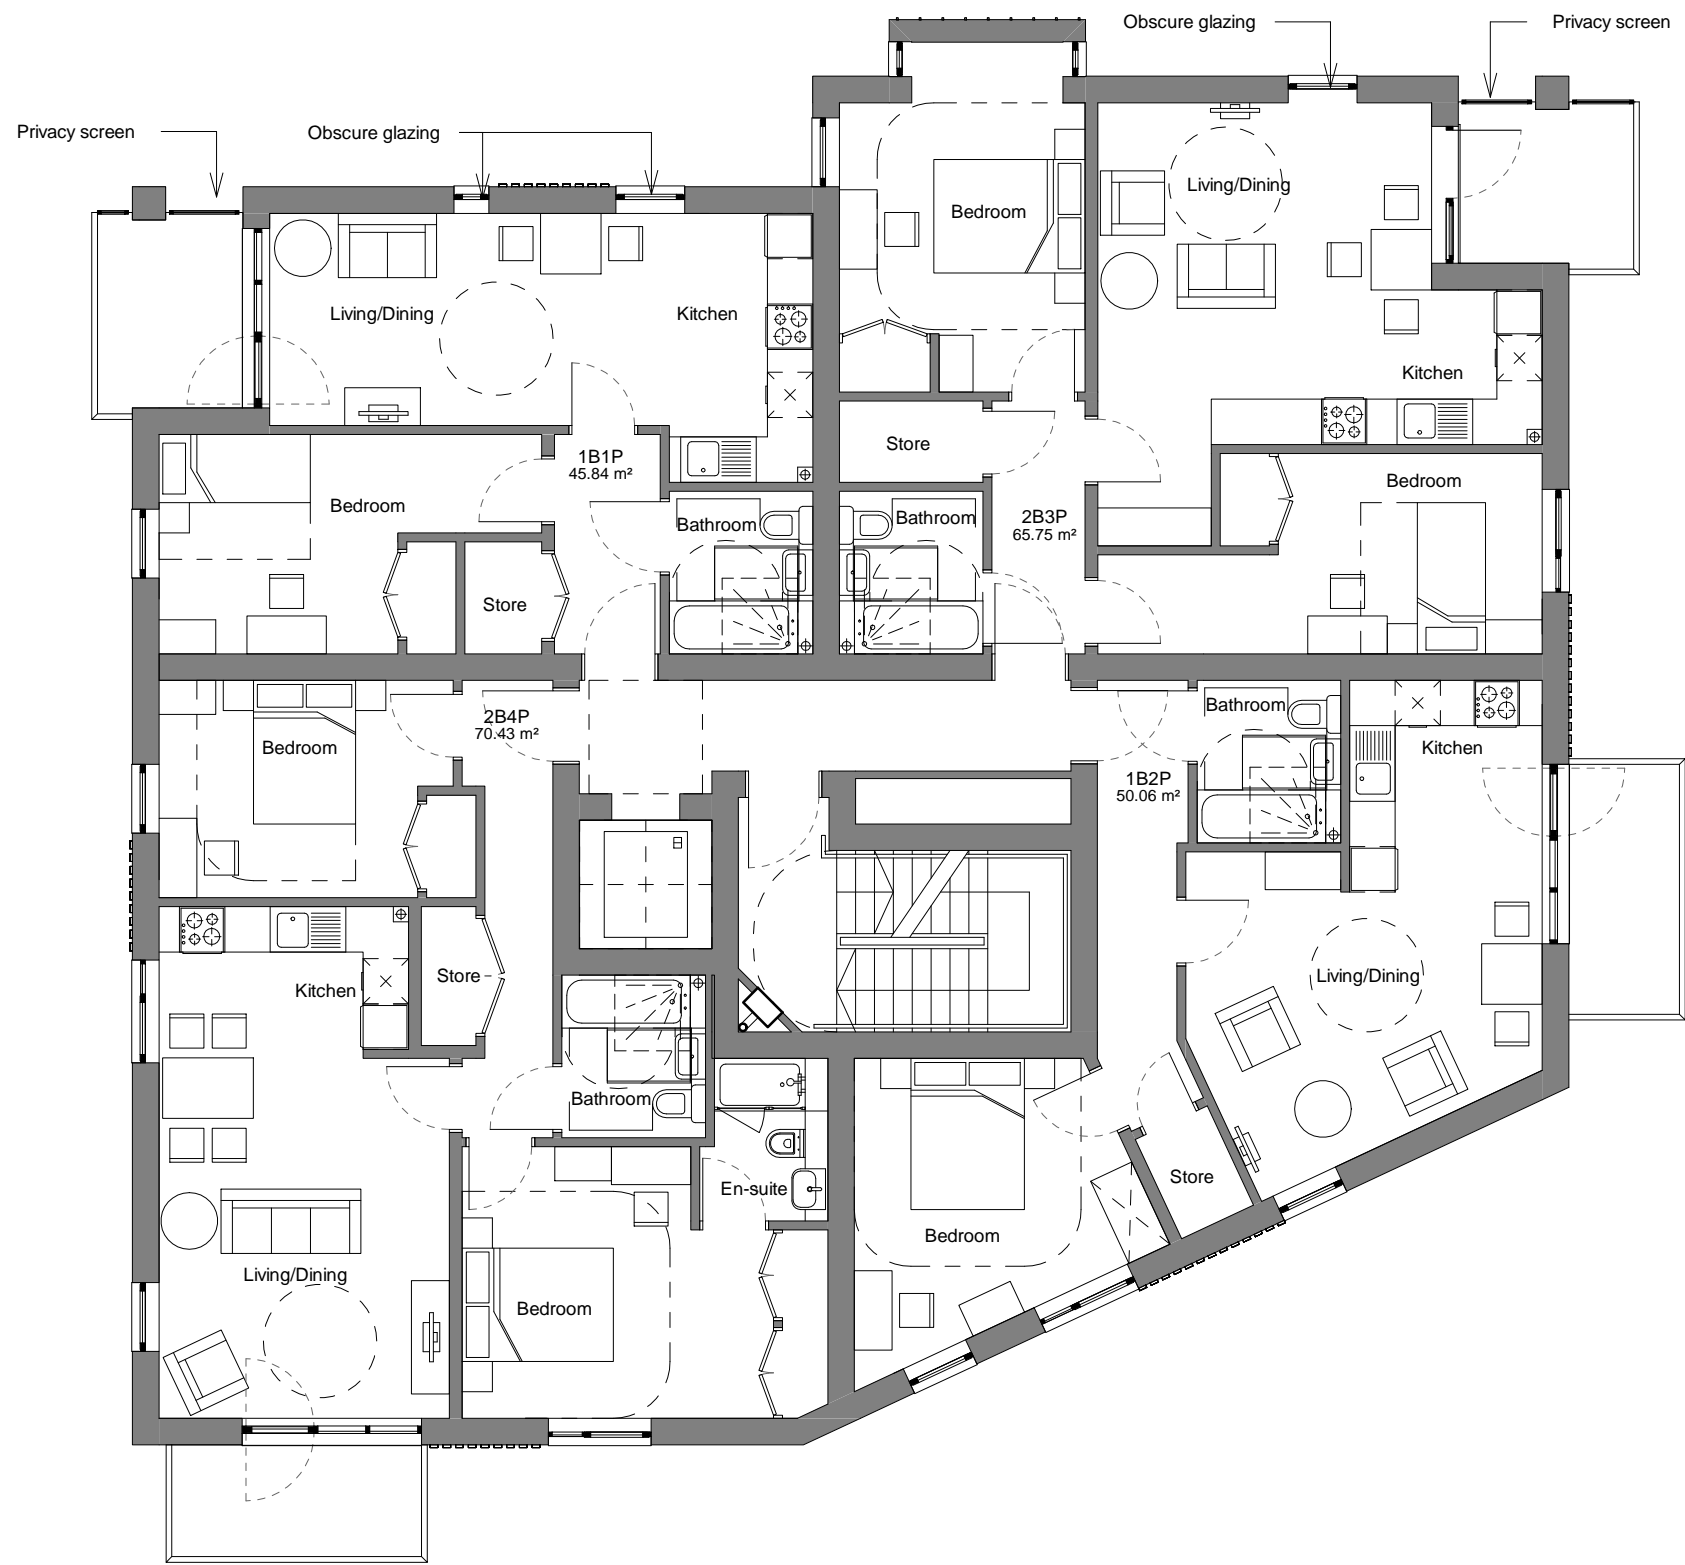 Obscure glazing
Privacy screen
Privacy screen
Obscure glazing
Living/Dining
Bedroom
Living/Dining
Kitchen
Kitchen
Store
1B1P
45.84 m²
Bedroom
Bedroom
Bathroom
Bathroom
2B3P
65.75 m²
Store
2B4P
70.43 m²
Bedroom
Bathroom
Kitchen
1B2P
50.06 m²
Store
Kitchen
Living/Dining
Bathroom
En-suite
Store
Bedroom
Living/Dining
Bedroom